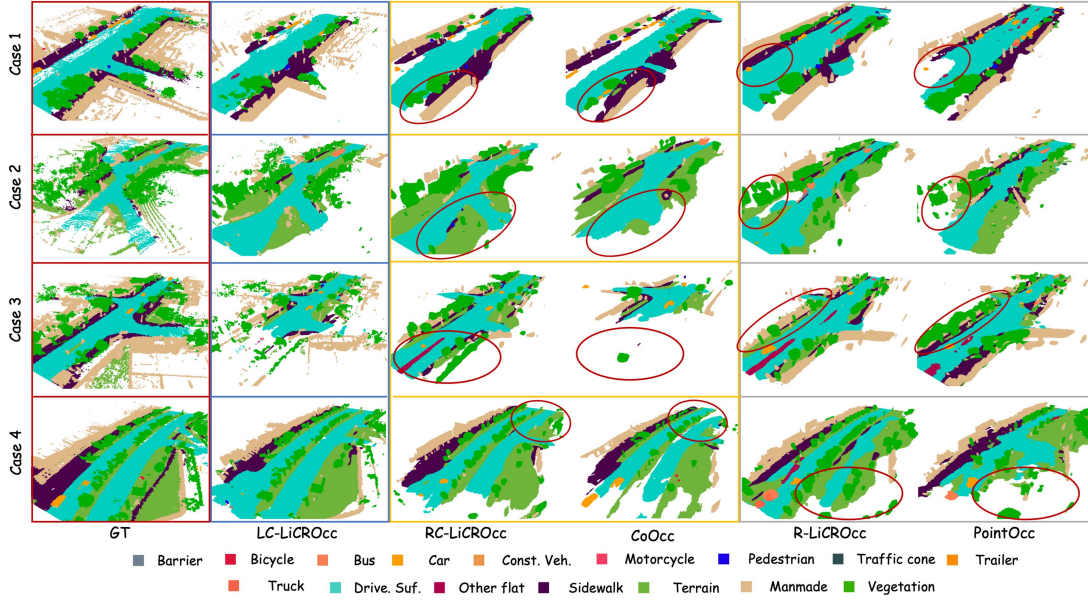 Case 1
Case 2
Case 3
Case 4
GT LC-LiCROcc RC-LiCROcc CoOcc R-LiCROcc PointOcc
Barrier Bicycle Bus Car Const. Veh. Motorcycle Pedestrian Traffic cone Trailer
Truck Drive. Suf. Other flat Sidewalk Terrain Manmade Vegetation